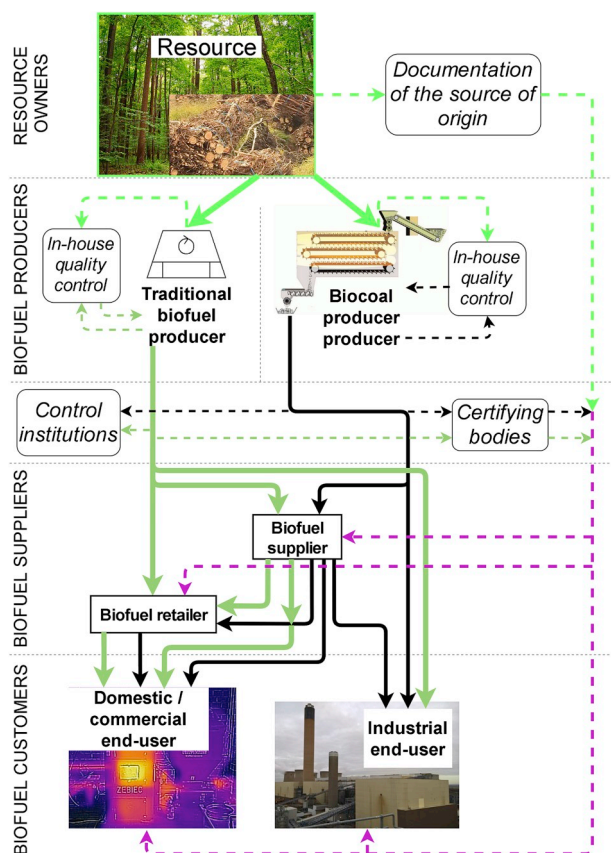 RESOURCE
OWNERS
Resource
Documentation
of the source of
origin
BIOFUEL PRODUCERS
In-house
quality
control
Traditional
biofuel
producer
Biocoal
producer
producer
In-house
quality
control
Control
institutions
Certifying
bodies
BIOFUEL SUPPLIERS
Biofuel
supplier
Biofuel retailer
BIOFUEL CUSTOMERS
Domestic /
commercial
end-user
ZEBIEC
Industrial
end-user